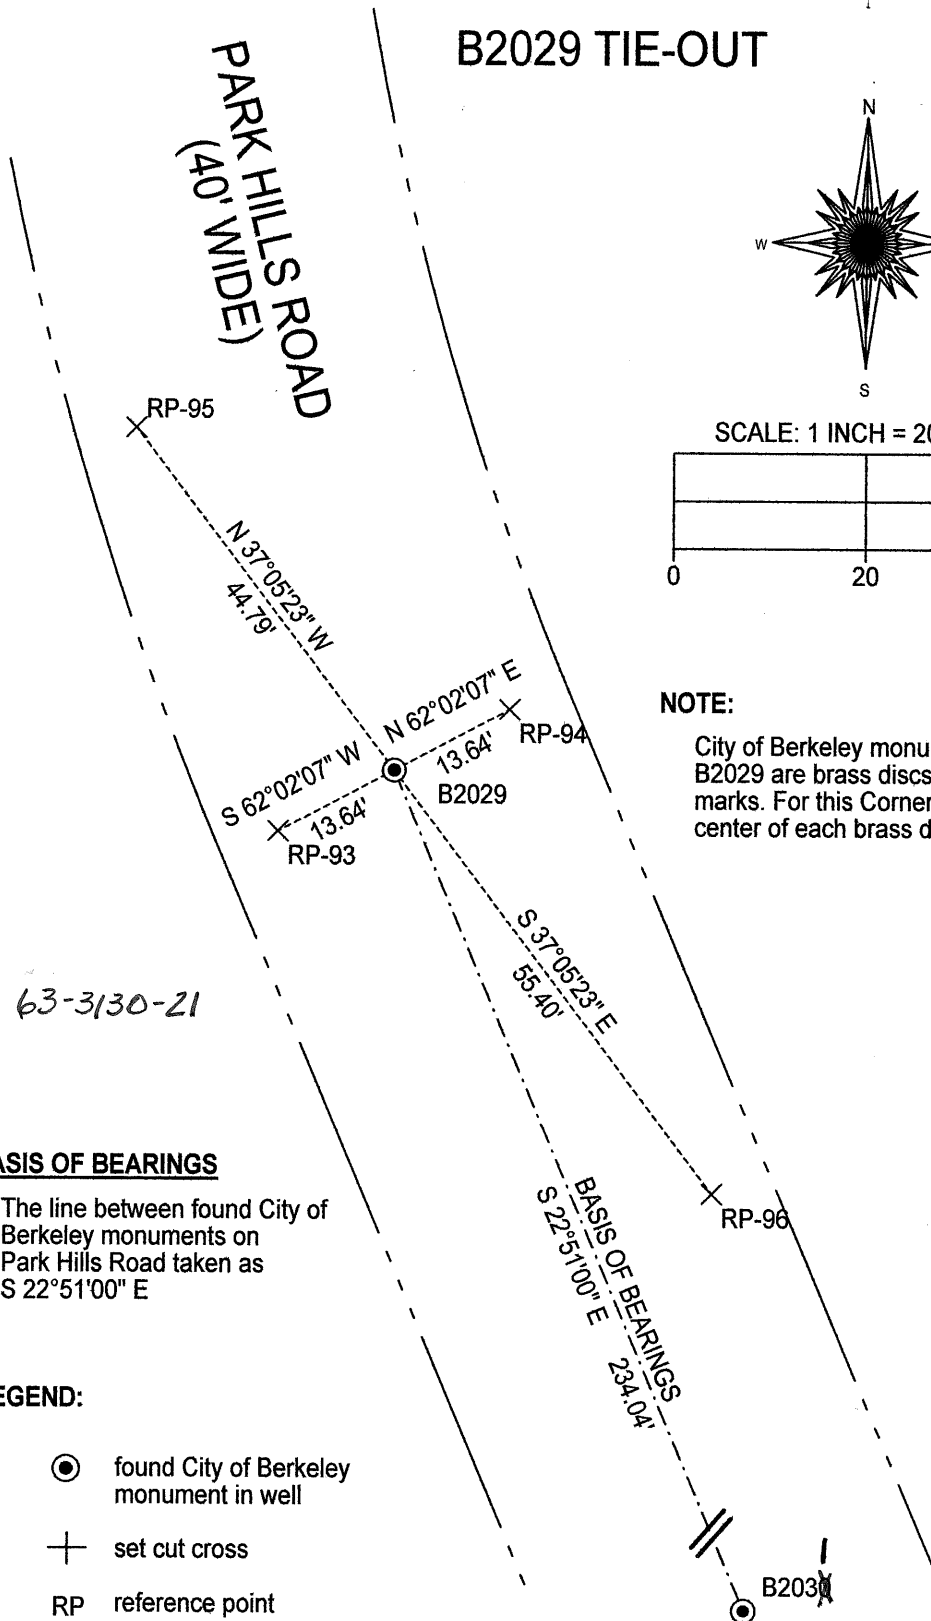 B2029 TIE-OUT
PARK HILLS ROAD
(40' WIDE)
N
W
S
SCALE: 1 INCH = 20
0
20
RP-95
N 37°05'23" W
44.79'
N 62°02'07" E
13.64'
RP-94
S 62°02'07" W
13.64'
RP-93
B2029
NOTE:
City of Berkeley monu
B2029 are brass discs
marks. For this Corner
center of each brass d
S 37°05'23" E
55.40'
63-3130-21
RP-96
ASIS OF BEARINGS
The line between found City of
Berkeley monuments on
Park Hills Road taken as
S 22°51'00" E
BASIS OF BEARINGS
S 22°51'00" E
234.04'
EGEND:
found City of Berkeley
monument in well
set cut cross
RP reference point
B2031